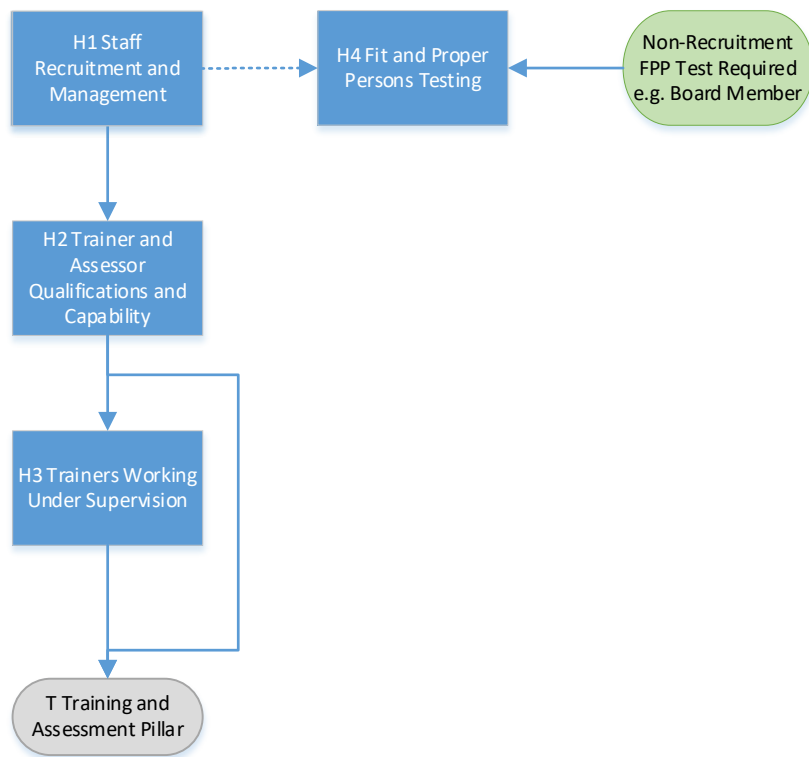 H1 Staff
Recruitment and
Management
H4 Fit and Proper
Persons Testing
Non-Recruitment
FPP Test Required
e.g. Board Member
H2 Trainer and
Assessor
Qualifications and
Capability
H3 Trainers Working
Under Supervision
T Training and
Assessment Pillar